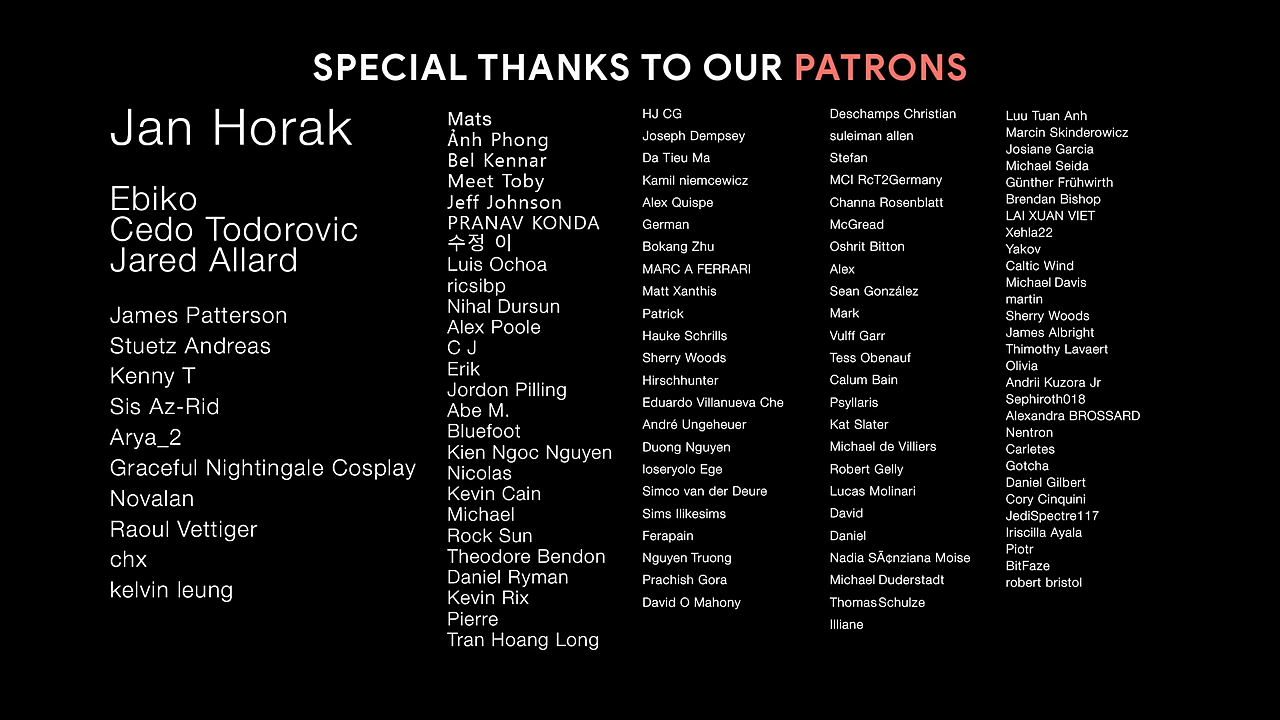 SPECIAL THANKS TO OUR PATRONS
Jan Horak
Ebiko
Cedo Todorovic
Jared Allard
James Patterson
Stuetz Andreas
Kenny T
Sis Az-Rid
Arya_2
Graceful Nightingale Cosplay
Novalan
Raoul Vettiger
chx
kelvin leung
Mats
Ảnh Phong
Bel Kennar
Meet Toby
Jeff Johnson
PRANAV KONDA
수정 이
Luis Ochoa
ricsibp
Nihal Dursun
Alex Poole
C J
Erik
Jordon Pilling
Abe M.
Bluefoot
Kien Ngoc Nguyen
Nicolas
Kevin Cain
Michael
Rock Sun
Theodore Bendon
Daniel Ryman
Kevin Rix
Pierre
Tran Hoang Long
HJ CG
Joseph Dempsey
Da Tieu Ma
Kamil niemcewicz
Alex Quispe
German
Bokang Zhu
MARC A FERRARI
Matt Xanthis
Patrick
Hauke Schrills
Sherry Woods
Hirschhunter
Eduardo Villanueva Che
André Ungeheuer
Duong Nguyen
loseryolo Ege
Simco van der Deure
Sims Ilikesims
Ferapain
Nguyen Truong
Prachish Gora
David O Mahony
Deschamps Christian
suleiman allen
Stefan
MCI RcT2Germany
Channa Rosenblatt
McGread
Oshrit Bitton
Alex
Sean González
Mark
Vulff Garr
Tess Obenauf
Calum Bain
Psyllaris
Kat Slater
Michael de Villiers
Robert Gelly
Lucas Molinari
David
Daniel
Nadia SÃ¢nziana Moise
Michael Duderstadt
Thomas Schulze
Illiane
Luu Tuan Anh
Marcin Skinderowicz
Josiane Garcia
Michael Seida
Günther Frühwirth
Brendan Bishop
LAI XUAN VIET
Xehla22
Yakov
Caltic Wind
Michael Davis
martin
Sherry Woods
James Albright
Thimothy Lavaert
Olivia
Andrii Kuzora Jr
Sephiroth018
Alexandra BROSSARD
Nentron
Carletes
Gotcha
Daniel Gilbert
Cory Cinquini
JediSpectre117
Iriscilla Ayala
Piotr
BitFaze
robert bristol